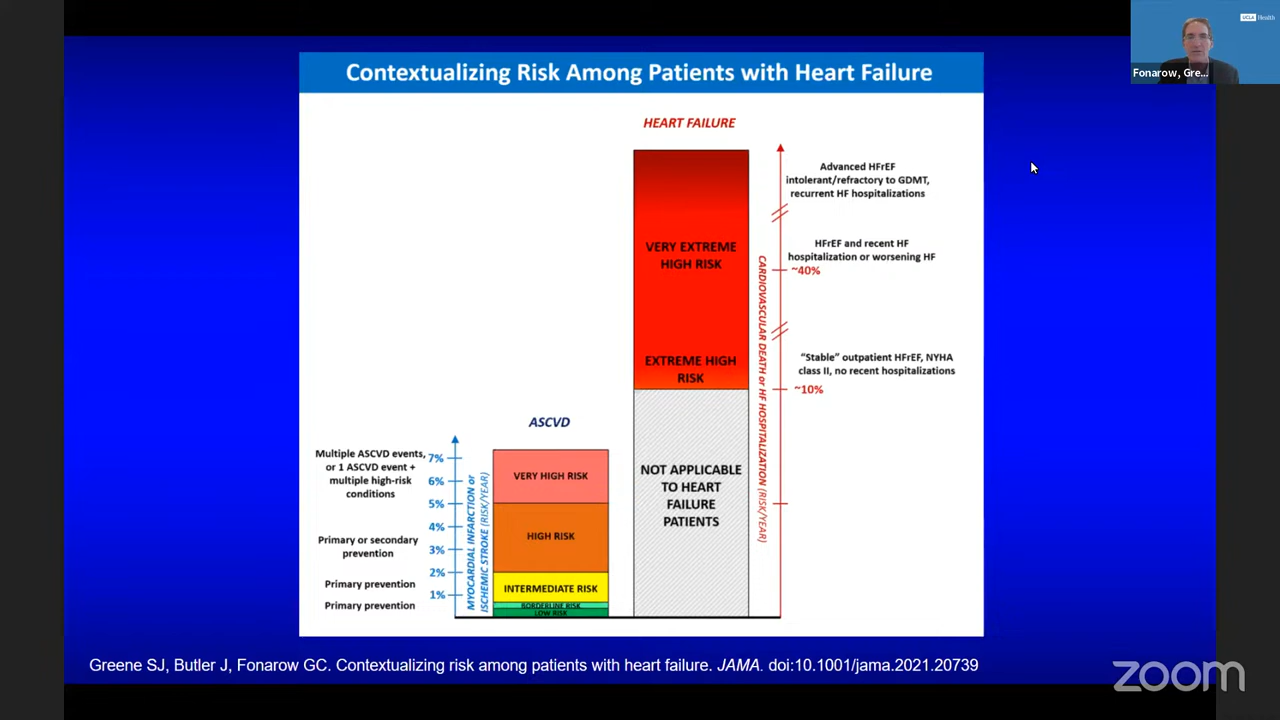 UCLA Health
Fonarow, Gre...
Contextualizing Risk Among Patients with Heart Failure
HEART FAILURE
VERY EXTREME
HIGH RISK
EXTREME HIGH
RISK
NOT APPLICABLE
TO HEART
FAILURE
PATIENTS
CARDIOVASCULAR DEATH or HF HOSPITALIZATION (RISK/YEAR)
Advanced HFrEF
intolerant/refractory to GDMT,
recurrent HF hospitalizations
HFrEF and recent HF
hospitalization or worsening HF
~40%
“Stable” outpatient HFrEF, NYHA
class II, no recent hospitalizations
~10%
ASCVD
VERY HIGH RISK
HIGH RISK
INTERMEDIATE RISK
BORDERLINE RISK
LOW RISK
MYOCARDIAL INFARCTION or
ISCHEMIC STROKE (RISK/YEAR)
7%
6%
5%
4%
3%
2%
1%
Multiple ASCVD events,
or 1 ASCVD event +
multiple high-risk
conditions
Primary or secondary
prevention
Primary prevention
Primary prevention
Greene SJ, Butler J, Fonarow GC. Contextualizing risk among patients with heart failure. JAMA. doi:10.1001/jama.2021.20739
zoom